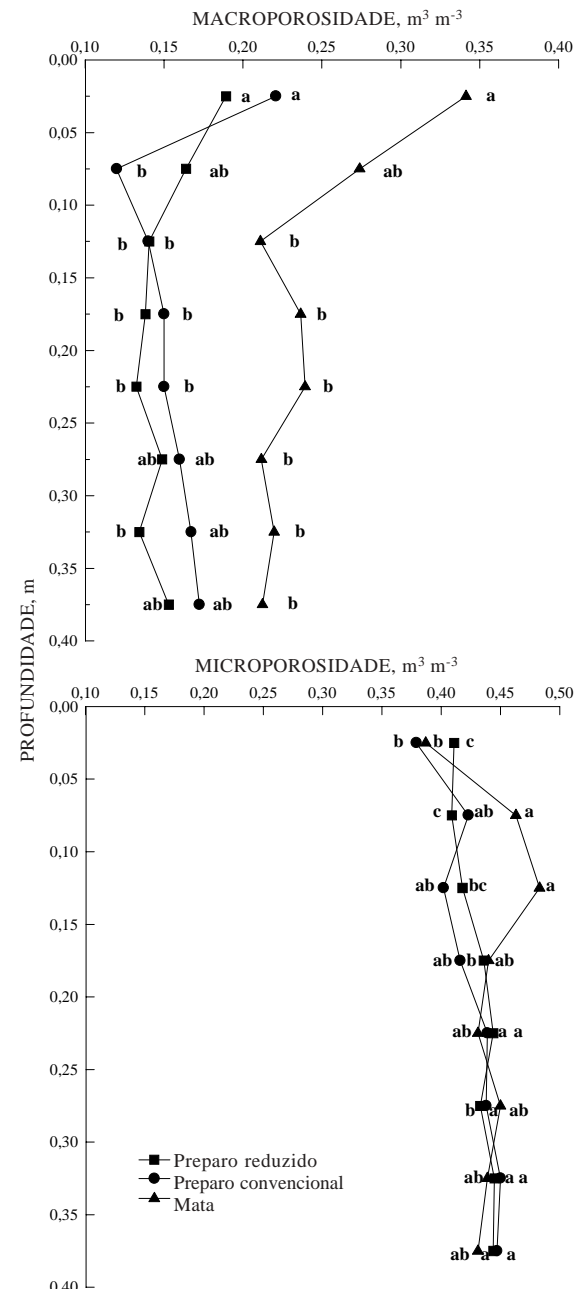 MACROPOROSIDADE, m³ m⁻³
0,10 0,15 0,20 0,25 0,30 0,35 0,40
0,00
a a a
0,05
b ab ab
0,10
b b b
0,15
b b b
0,20
b b b
0,25
ab ab b
0,30
b ab b
0,35
ab ab b
0,40
PROFUNDIDADE, m
MICROPOROSIDADE, m³ m⁻³
0,10 0,15 0,20 0,25 0,30 0,35 0,40 0,45 0,50
0,00
b b c
0,05
c ab a
0,10
ab bc a
0,15
ab b ab
0,20
ab a a
0,25
b a ab
0,30
Preparo reduzido
ab a a
Preparo convencional
Mata
0,35
ab a a
0,40